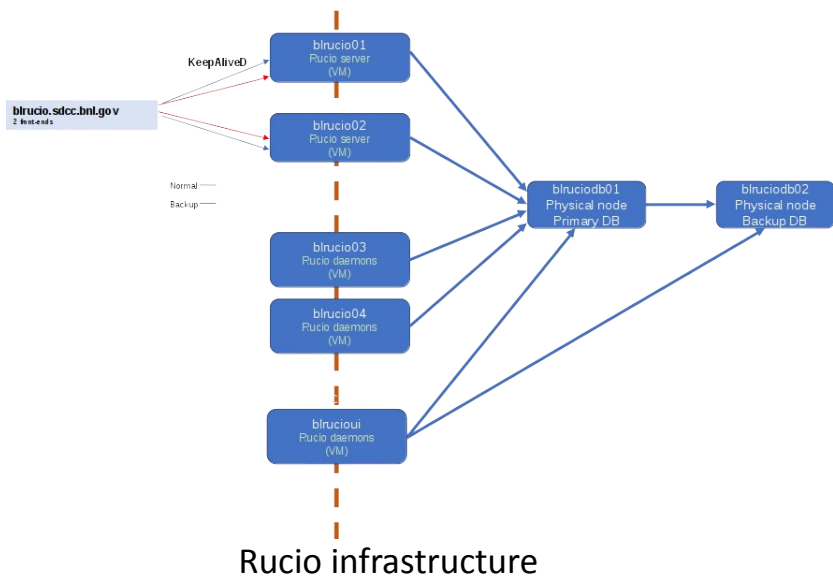 KeepAliveD
blrucio.sdcc.bnl.gov
2 front-ends
Normal
Backup
blrucio01
Rucio server
(VM)
blrucio02
Rucio server
(VM)
blrucio03
Rucio daemons
(VM)
blrucio04
Rucio daemons
(VM)
blrucioui
Rucio daemons
(VM)
blruciodb01
Physical node
Primary DB
blruciodb02
Physical node
Backup DB
Rucio infrastructure